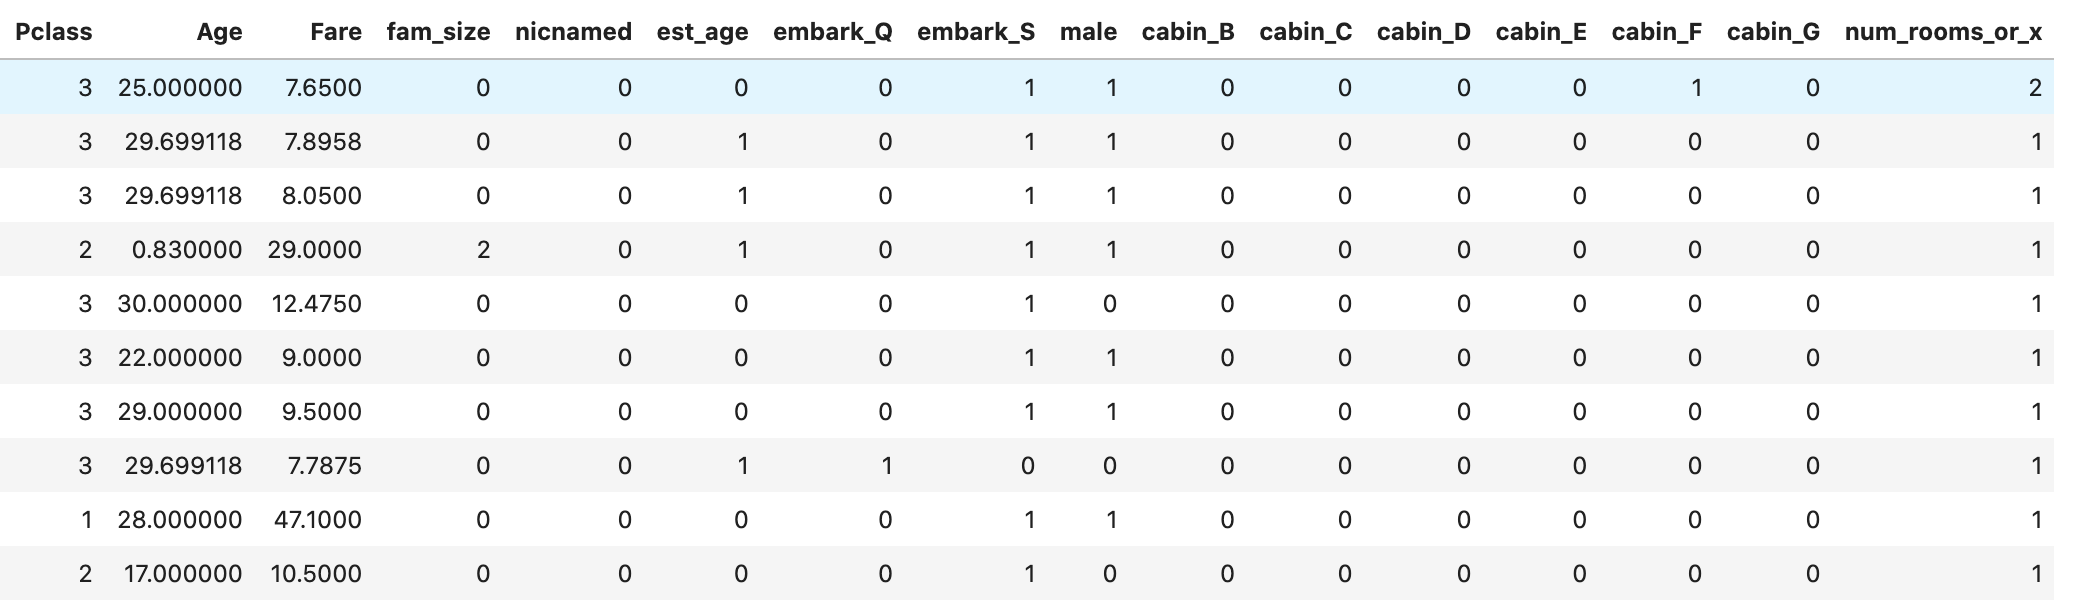 Pclass Age Fare fam_size nicnamed est_age embark_Q embark_S male cabin_B cabin_C cabin_D cabin_E cabin_F cabin_G num_rooms_or_x
3 25.000000 7.6500 0 0 0 0 1 1 0 0 0 0 1 0 2
3 29.699118 7.8958 0 0 1 0 1 1 0 0 0 0 0 0 1
3 29.699118 8.0500 0 0 1 0 1 1 0 0 0 0 0 0 1
2 0.830000 29.0000 2 0 1 0 1 1 0 0 0 0 0 0 1
3 30.000000 12.4750 0 0 0 0 1 0 0 0 0 0 0 0 1
3 22.000000 9.0000 0 0 0 0 1 1 0 0 0 0 0 0 1
3 29.000000 9.5000 0 0 0 0 1 1 0 0 0 0 0 0 1
3 29.699118 7.7875 0 0 1 1 0 0 0 0 0 0 0 0 1
1 28.000000 47.1000 0 0 0 0 1 1 0 0 0 0 0 0 1
2 17.000000 10.5000 0 0 0 0 1 0 0 0 0 0 0 0 1